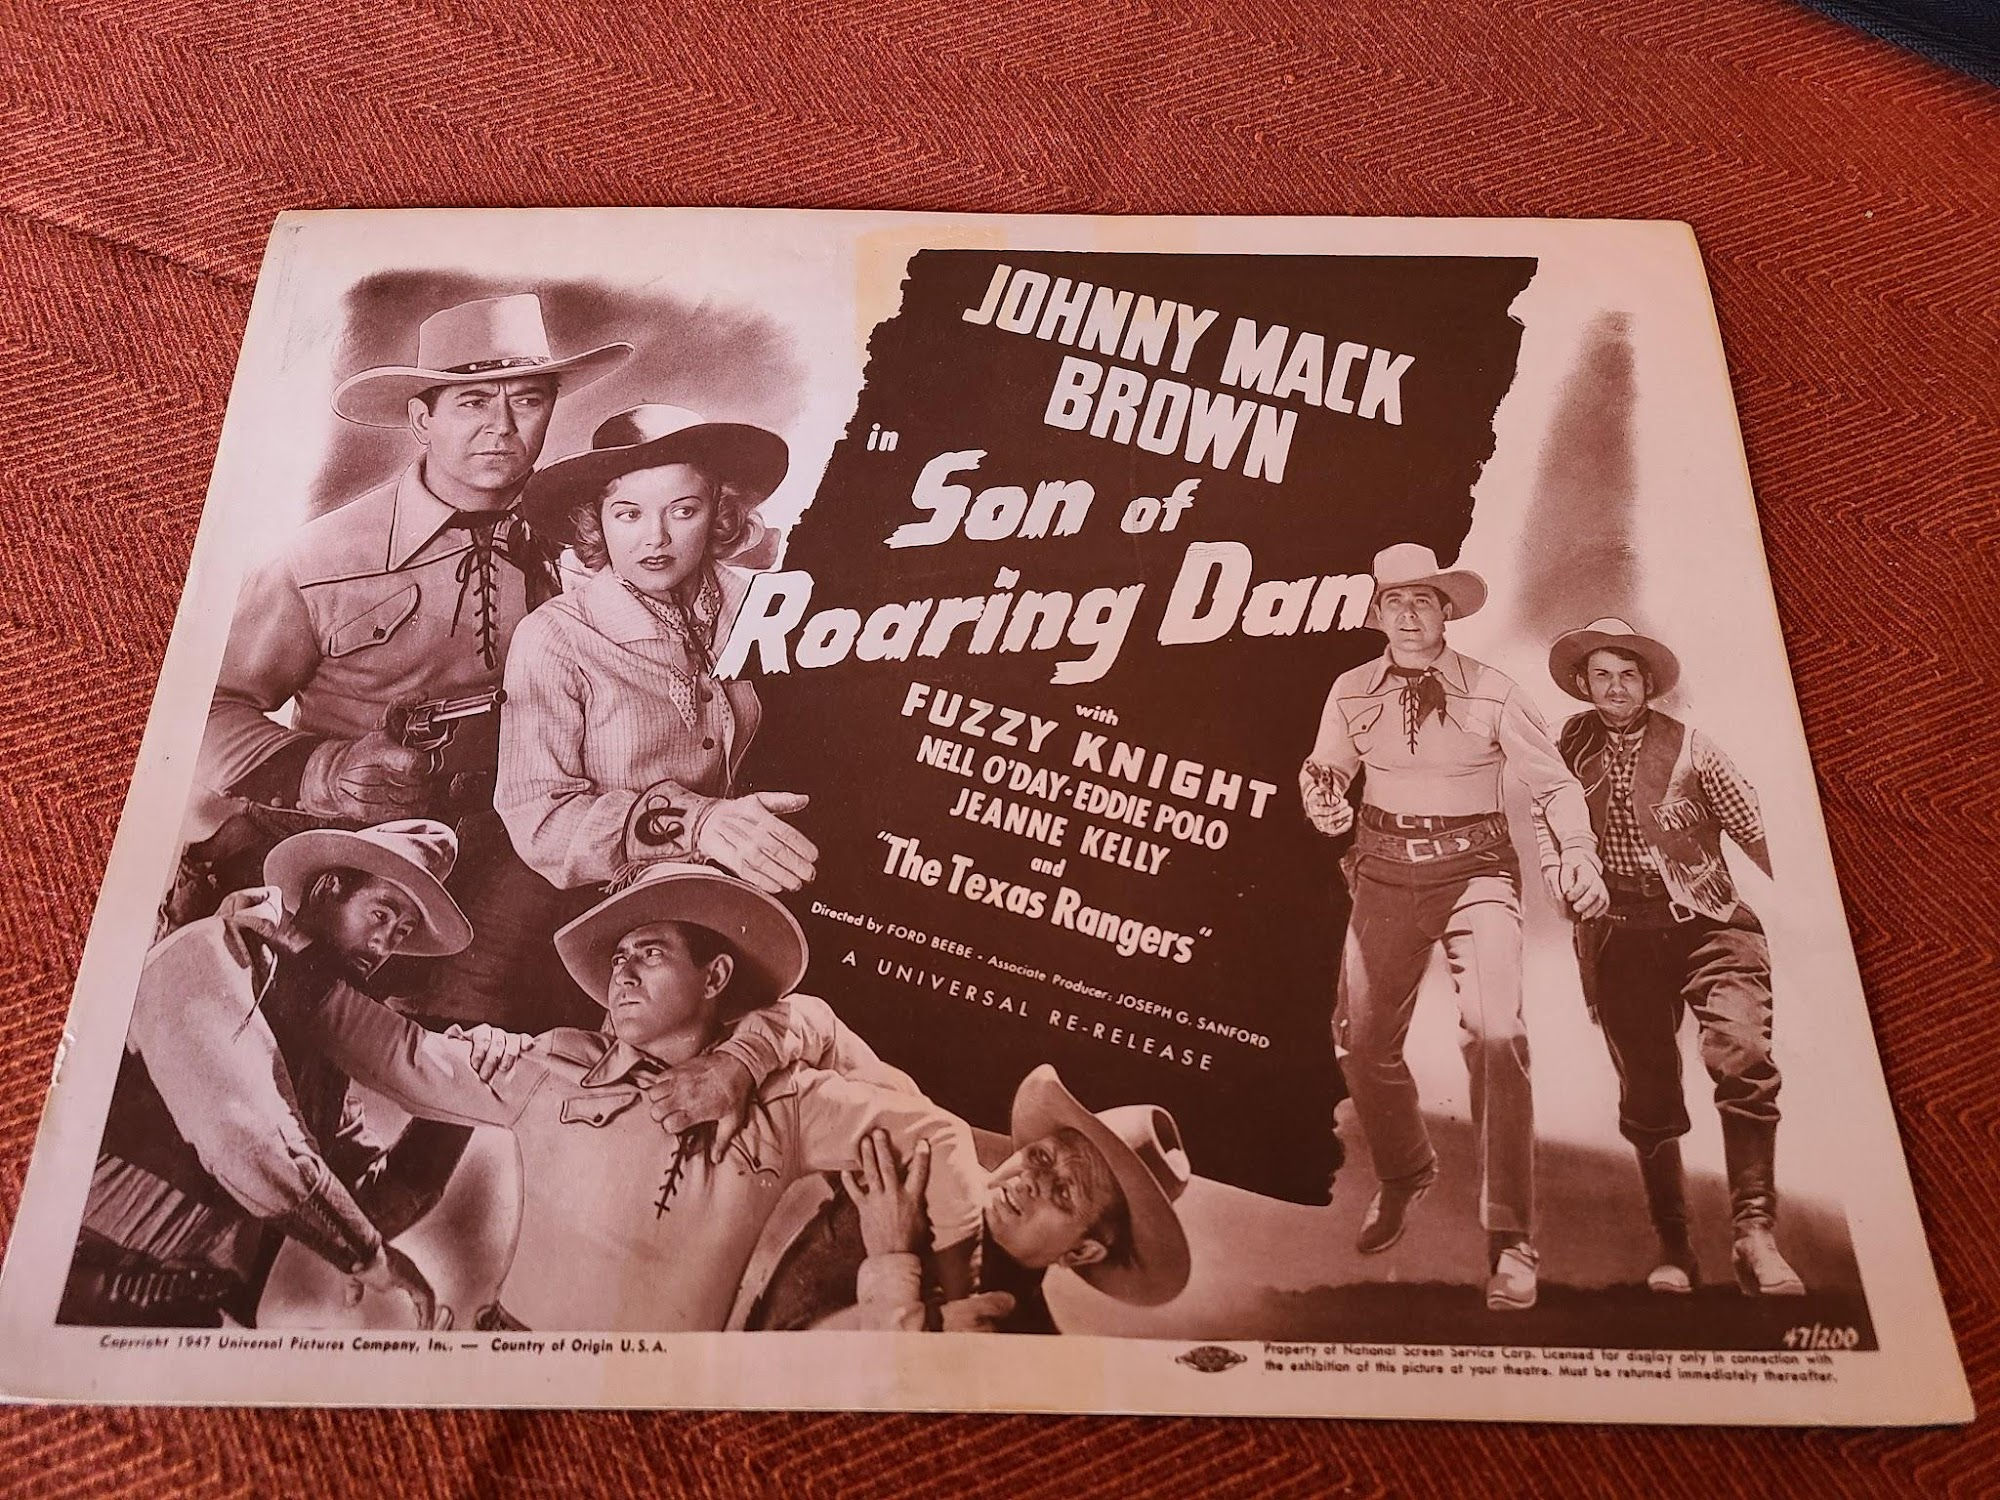 JOHNNY MACK
BROWN
in
Son of
Roaring Dan
with
FUZZY KNIGHT
NELL O'DAY · EDDIE POLO
JEANNE KELLY
and
"The Texas Rangers"
Directed by FORD BEEBE · Associate Producer: JOSEPH G. SANFORD
A UNIVERSAL RE-RELEASE
47/200
Copyright 1947 Universal Pictures Company, Inc. — Country of Origin U.S.A.
Property of National Screen Service Corp. Licensed for display only in connection with
the exhibition of this picture at your theatre. Must be returned immediately thereafter.